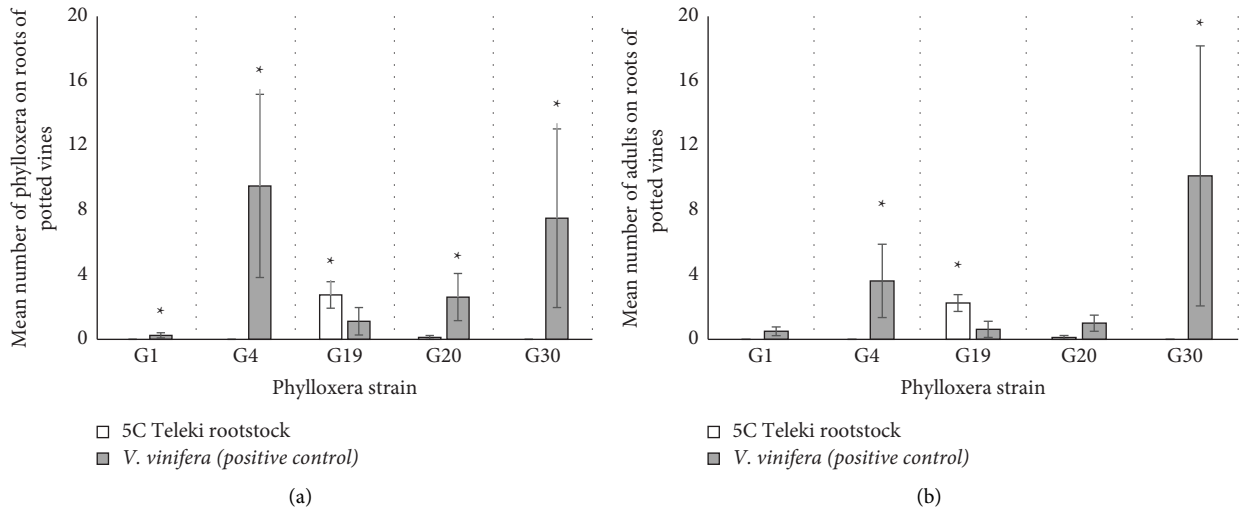 Mean number of phylloxera on roots of
potted vines
20
16
12
8
4
0
*
*
*
*
*
G1
G4
G19
G20
G30
Phylloxera strain
5C Teleki rootstock
V. vinifera (positive control)
(a)
Mean number of adults on roots of
potted vines
20
16
12
8
4
0
*
*
*
G1
G4
G19
G20
G30
Phylloxera strain
5C Teleki rootstock
V. vinifera (positive control)
(b)